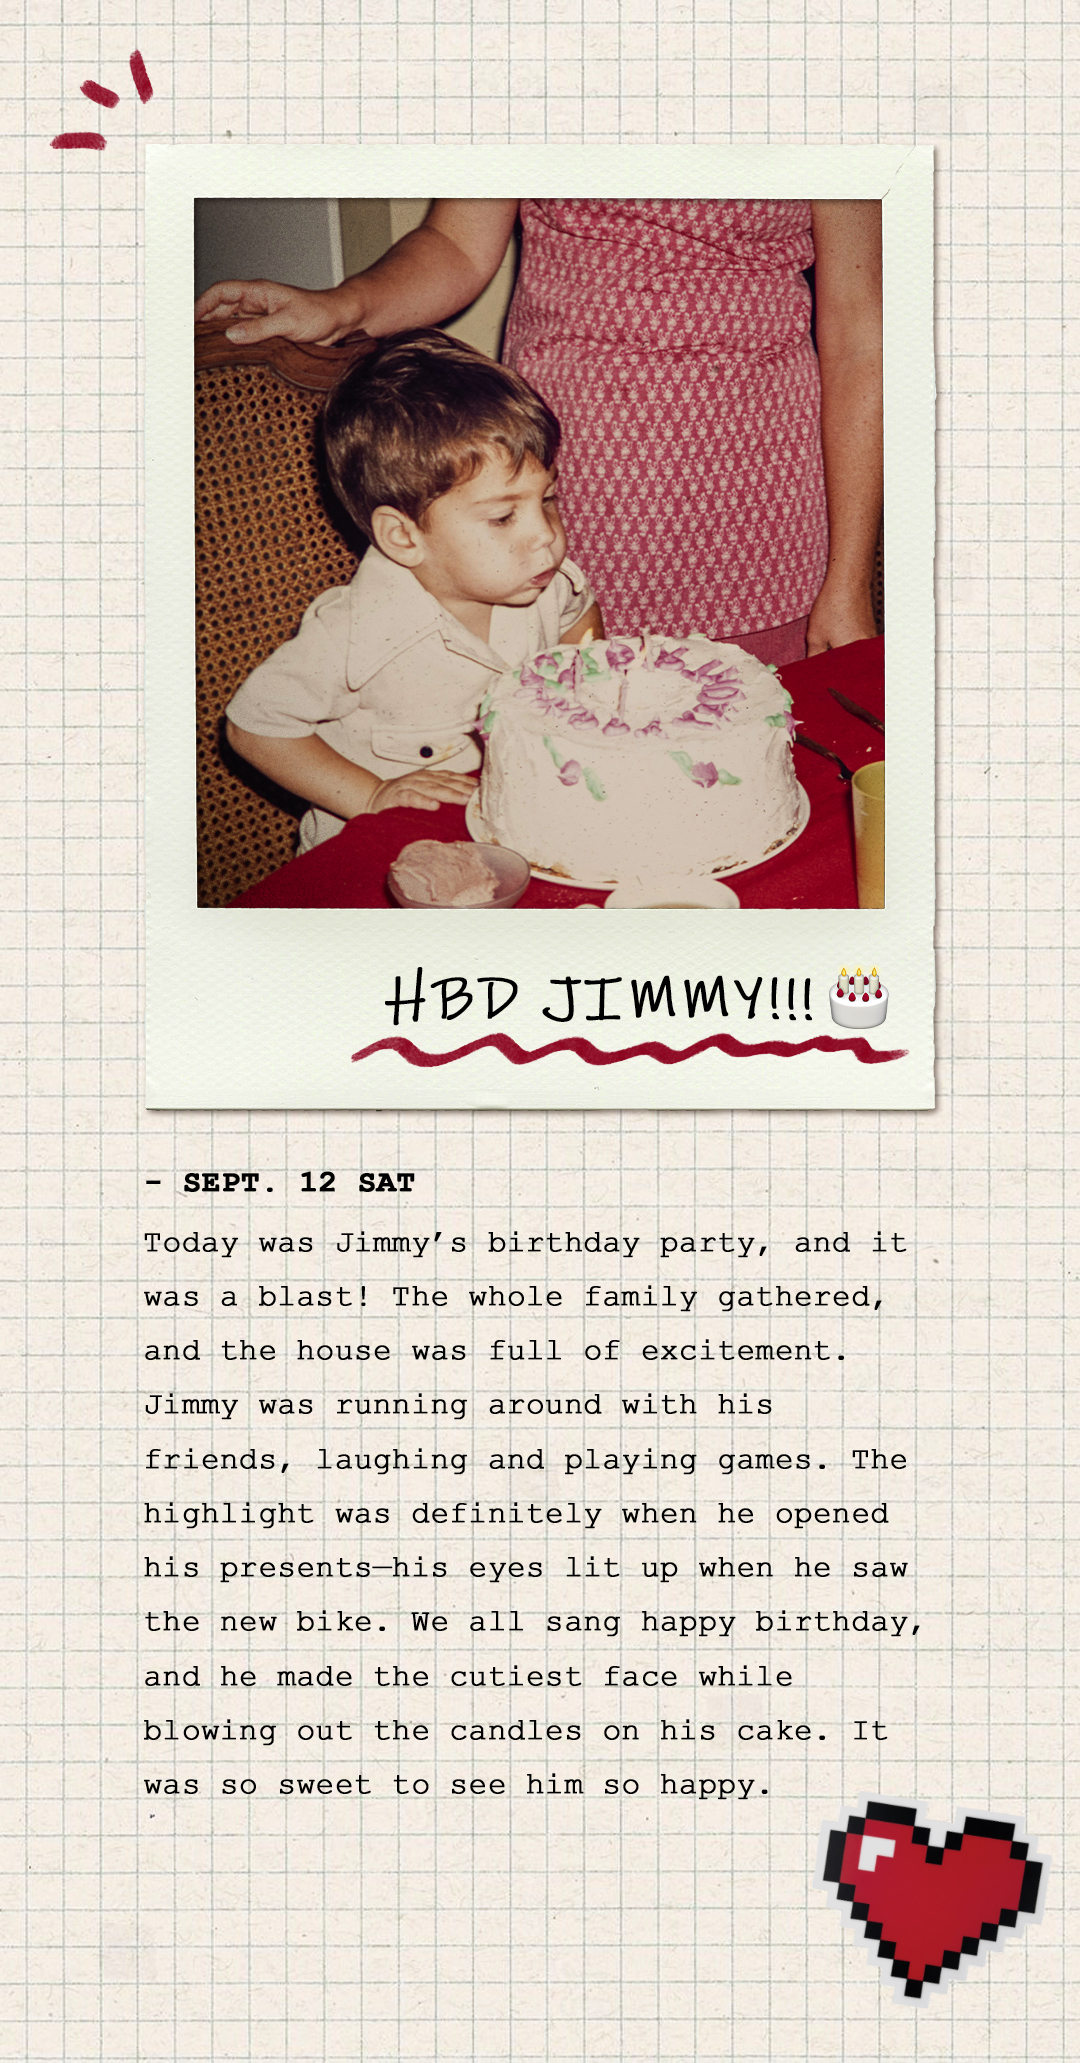 HBD JIMMY!!!🎂
- SEPT. 12 SAT
Today was Jimmy’s birthday party, and it
was a blast! The whole family gathered,
and the house was full of excitement.
Jimmy was running around with his
friends, laughing and playing games. The
highlight was definitely when he opened
his presents—his eyes lit up when he saw
the new bike. We all sang happy birthday,
and he made the cutiest face while
blowing out the candles on his cake. It
was so sweet to see him so happy.